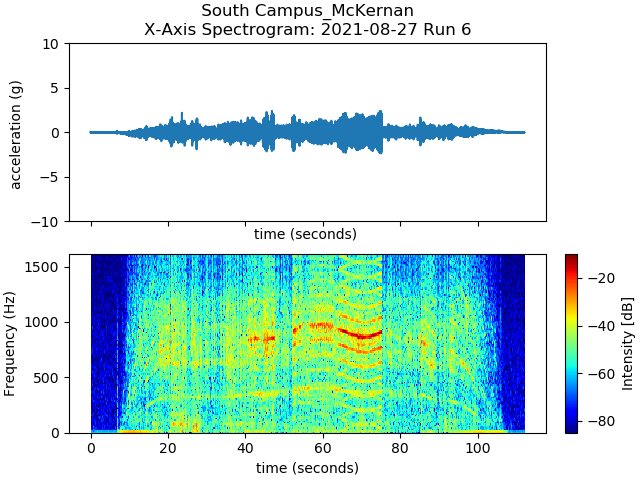 South Campus_McKernan
X-Axis Spectrogram: 2021-08-27 Run 6
10
5
0
−5
−10
acceleration (g)
time (seconds)
1500
1000
500
0
Frequency (Hz)
0 20 40 60 80 100
time (seconds)
−20
−40
−60
−80
Intensity [dB]